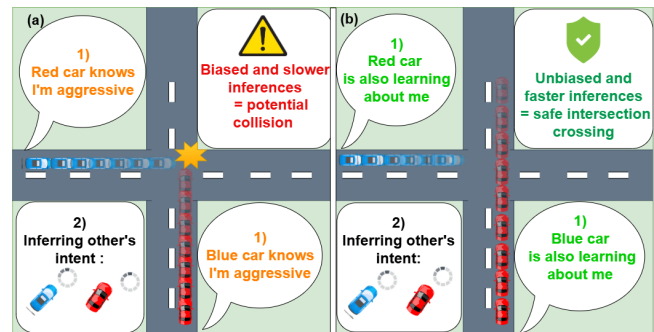 (a)
1)
Red car knows
I'm aggressive
Biased and slower
inferences
= potential
collision
2)
Inferring other's
intent :
1)
Blue car knows
I'm aggressive
(b)
1)
Red car
is also learning
about me
Unbiased and
faster inferences
= safe intersection
crossing
2)
Inferring other's
intent:
1)
Blue car
is also learning
about me